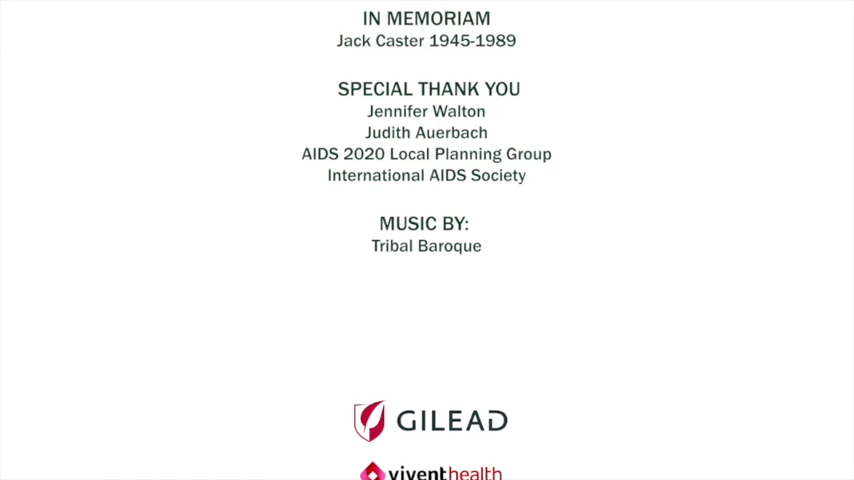 IN MEMORIAM
Jack Caster 1945-1989
SPECIAL THANK YOU
Jennifer Walton
Judith Auerbach
AIDS 2020 Local Planning Group
International AIDS Society
MUSIC BY:
Tribal Baroque
GILEAD
viventhealth